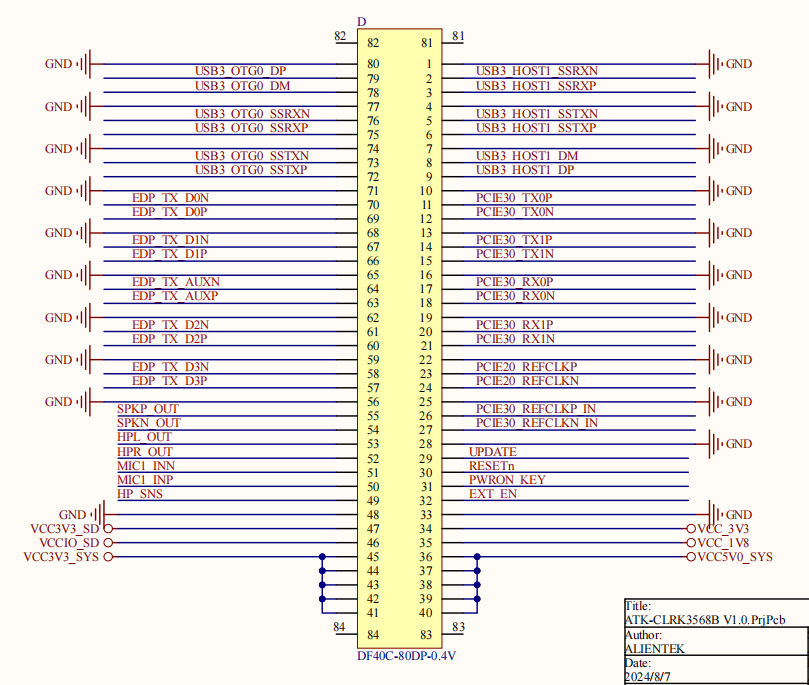 D
82 82 81 81
GND 80 1 GND
USB3_OTG0_DP 79 2 USB3_HOST1_SSRXN
USB3_OTG0_DM 78 3 USB3_HOST1_SSRXP
GND 77 4 GND
USB3_OTG0_SSRXN 76 5 USB3_HOST1_SSTXN
USB3_OTG0_SSRXP 75 6 USB3_HOST1_SSTXP
GND 74 7 GND
USB3_OTG0_SSTXN 73 8 USB3_HOST1_DM
USB3_OTG0_SSTXP 72 9 USB3_HOST1_DP
GND 71 10 GND
EDP_TX_D0N 70 11 PCIE30_TX0P
EDP_TX_D0P 69 12 PCIE30_TX0N
GND 68 13 GND
EDP_TX_D1N 67 14 PCIE30_TX1P
EDP_TX_D1P 66 15 PCIE30_TX1N
GND 65 16 GND
EDP_TX_AUXN 64 17 PCIE30_RX0P
EDP_TX_AUXP 63 18 PCIE30_RX0N
GND 62 19 GND
EDP_TX_D2N 61 20 PCIE30_RX1P
EDP_TX_D2P 60 21 PCIE30_RX1N
GND 59 22 GND
EDP_TX_D3N 58 23 PCIE20_REFCLKP
EDP_TX_D3P 57 24 PCIE20_REFCLKN
GND 56 25 GND
SPKP_OUT 55 26 PCIE30_REFCLKP_IN
SPKN_OUT 54 27 PCIE30_REFCLKN_IN
HPL_OUT 53 28 GND
HPR_OUT 52 29 UPDATE
MIC1_INN 51 30 RESETn
MIC1_INP 50 31 PWRON_KEY
HP_SNS 49 32 EXT_EN
GND 48 33 GND
VCC3V3_SD 47 34 VCC_3V3
VCCIO_SD 46 35 VCC_1V8
VCC3V3_SYS 45 36 VCC5V0_SYS
44 37
43 38
42 39
41 40
84 84 83 83
DF40C-80DP-0.4V
Title:
ATK-CLRK3568B V1.0.PrjPcb
Author:
ALIENTEK
Date:
2024/8/7